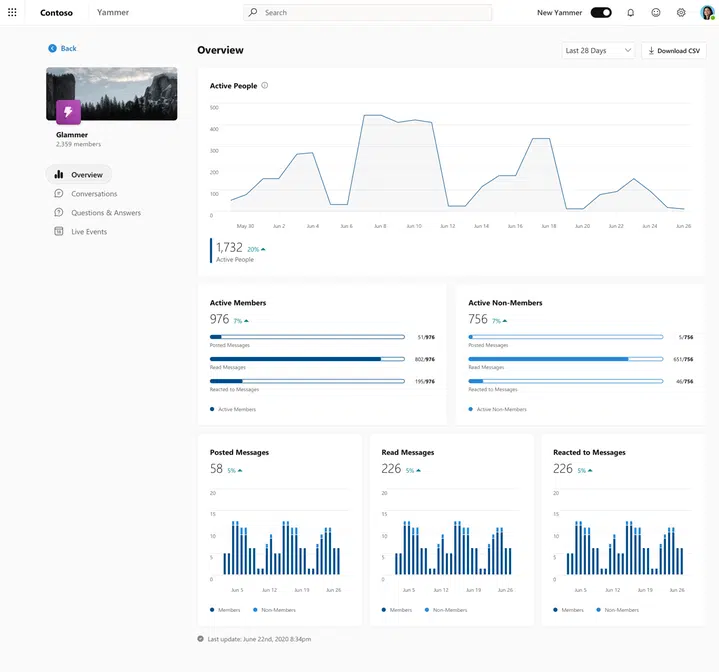 Contoso
Yammer
Search
New Yammer
Back
Glammer
2,359 members
Overview
Conversations
Questions & Answers
Live Events
Overview
Last 28 Days
Download CSV
Active People
500
400
300
200
100
0
May 30 Jun 2 Jun 4 Jun 6 Jun 8 Jun 10 Jun 12 Jun 14 Jun 16 Jun 18 Jun 20 Jun 22 Jun 24 Jun 28
1,732 20%
Active People
Active Members
976 7%
51/976
Posted Messages
802/976
Read Messages
195/976
Reacted to Messages
Active Members
Active Non-Members
756 7%
5/756
Posted Messages
651/756
Read Messages
46/756
Reacted to Messages
Active Non-Members
Posted Messages
58 5%
20
15
10
5
0
Jun 5 Jun 12 Jun 19 Jun 26
Members Non-Members
Read Messages
226 5%
20
15
10
5
0
Jun 5 Jun 12 Jun 19 Jun 26
Members Non-Members
Reacted to Messages
226 5%
20
15
10
5
0
Jun 5 Jun 12 Jun 19 Jun 26
Members Non-Members
Last update: June 22nd, 2020 8:34pm